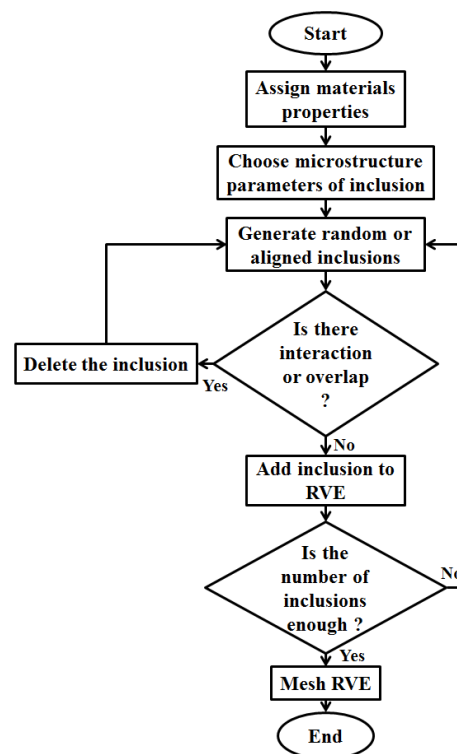 Start
Assign materials
properties
Choose microstructure
parameters of inclusion
Generate random or
aligned inclusions
Is there
interaction
or overlap
?
Delete the inclusion
Yes
No
Add inclusion to
RVE
Is the
number of
inclusions
enough ?
No
Yes
Mesh RVE
End